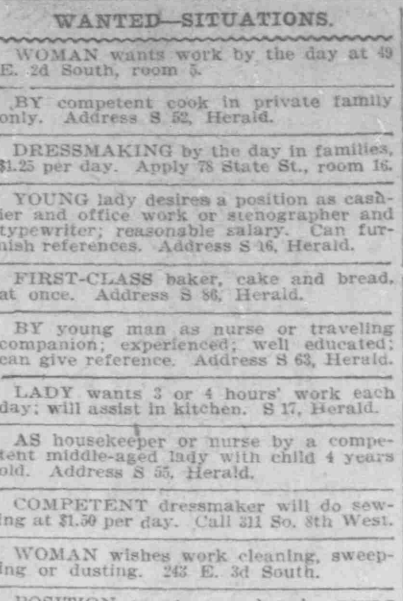 WANTED—SITUATIONS.
WOMAN wants work by the day at 49
E. 2d South, room 5.
BY competent cook in private family
only. Address S 52, Herald.
DRESSMAKING by the day in families,
$1.25 per day. Apply 78 State St., room 16.
YOUNG lady desires a position as cash-
ier and office work or stenographer and
typewriter; reasonable salary. Can fur-
nish references. Address S 16, Herald.
FIRST-CLASS baker, cake and bread,
at once. Address S 86, Herald.
BY young man as nurse or traveling
companion; experienced; well educated;
can give reference. Address S 63, Herald.
LADY wants 3 or 4 hours' work each
day; will assist in kitchen. S 17, Herald.
AS housekeeper or nurse by a compe-
tent middle-aged lady with child 4 years
old. Address S 55, Herald.
COMPETENT dressmaker will do sew-
ing at $1.50 per day. Call 311 So. 8th West.
WOMAN wishes work cleaning, sweep-
ing or dusting. 243 E. 3d South.